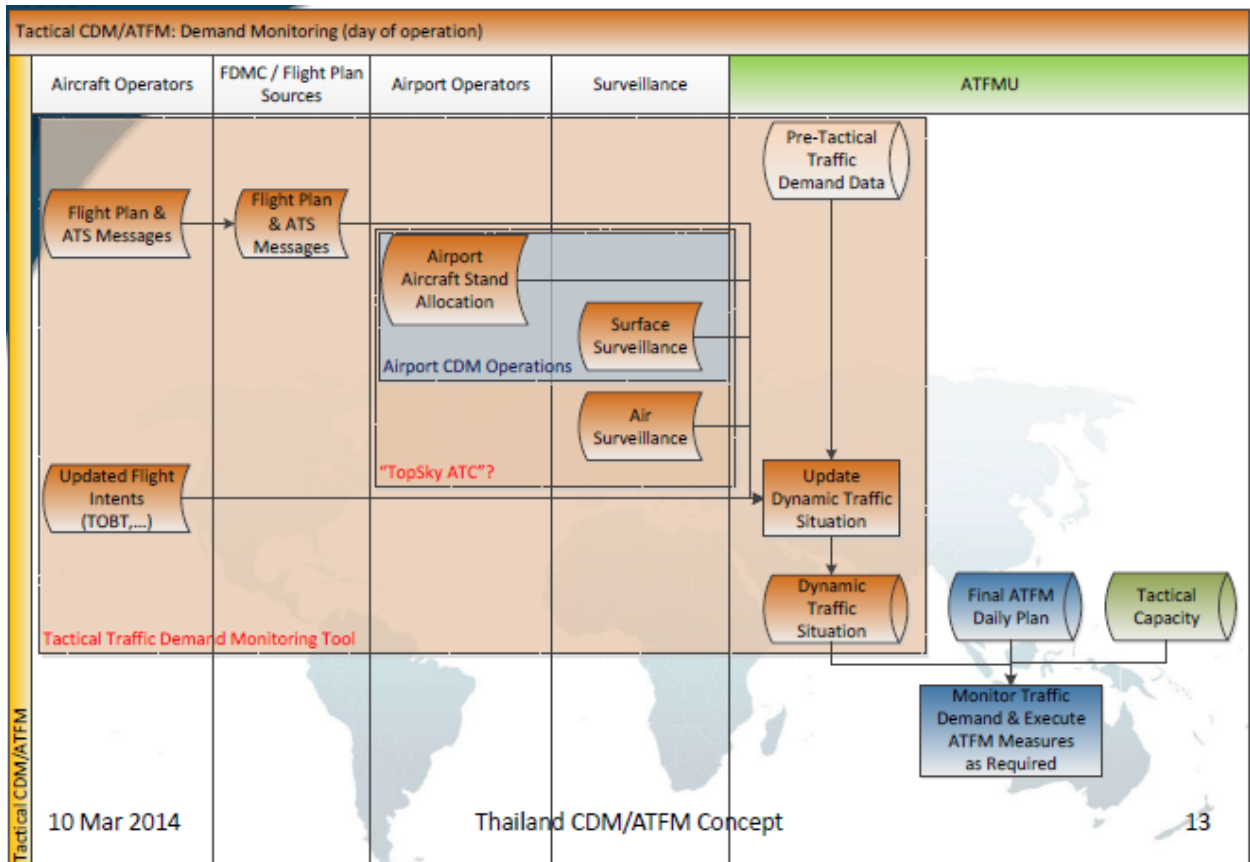 Tactical CDM/ATFM: Demand Monitoring (day of operation)
Aircraft Operators
FDMC / Flight Plan
Sources
Airport Operators
Surveillance
ATFMU
Pre-Tactical
Traffic
Demand Data
Flight Plan &
ATS Messages
Flight Plan
& ATS
Messages
Airport
Aircraft Stand
Allocation
Surface
Surveillance
Airport CDM Operations
Air
Surveillance
"TopSky ATC"?
Updated Flight
Intents
(TOBT,...)
Update
Dynamic Traffic
Situation
Dynamic
Traffic
Situation
Final ATFM
Daily Plan
Tactical
Capacity
Tactical Traffic Demand Monitoring Tool
Monitor Traffic
Demand & Execute
ATFM Measures
as Required
Tactical CDM/ATFM
10 Mar 2014
Thailand CDM/ATFM Concept
13